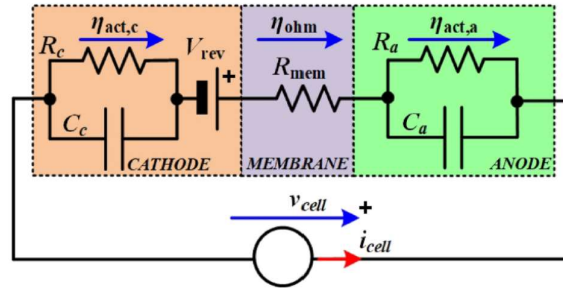 η_act,c
V_rev
η_ohm
η_act,a
R_c
R_mem
R_a
+
C_c
C_a
CATHODE
MEMBRANE
ANODE
v_cell
+
i_cell